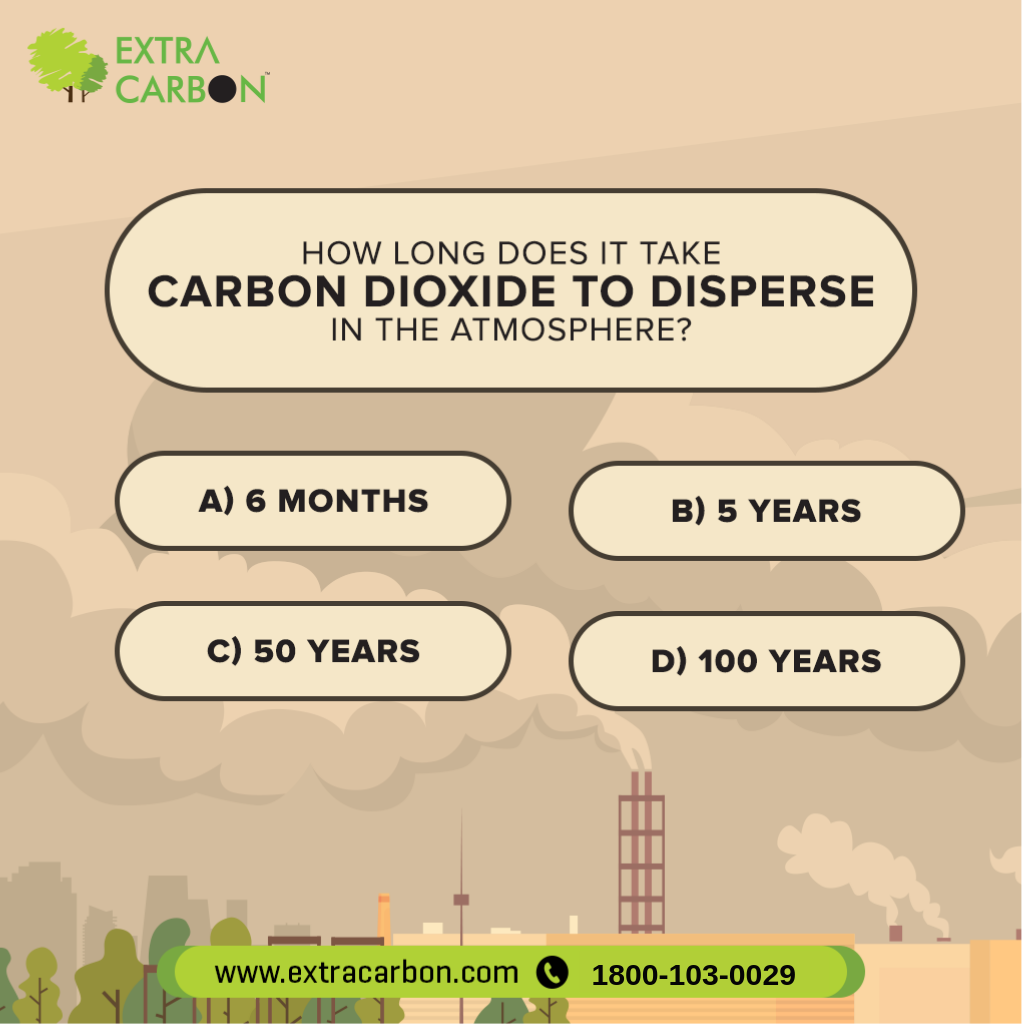 EXTRA
CARBON™
HOW LONG DOES IT TAKE
CARBON DIOXIDE TO DISPERSE
IN THE ATMOSPHERE?
A) 6 MONTHS
B) 5 YEARS
C) 50 YEARS
D) 100 YEARS
www.extracarbon.com 1800-103-0029